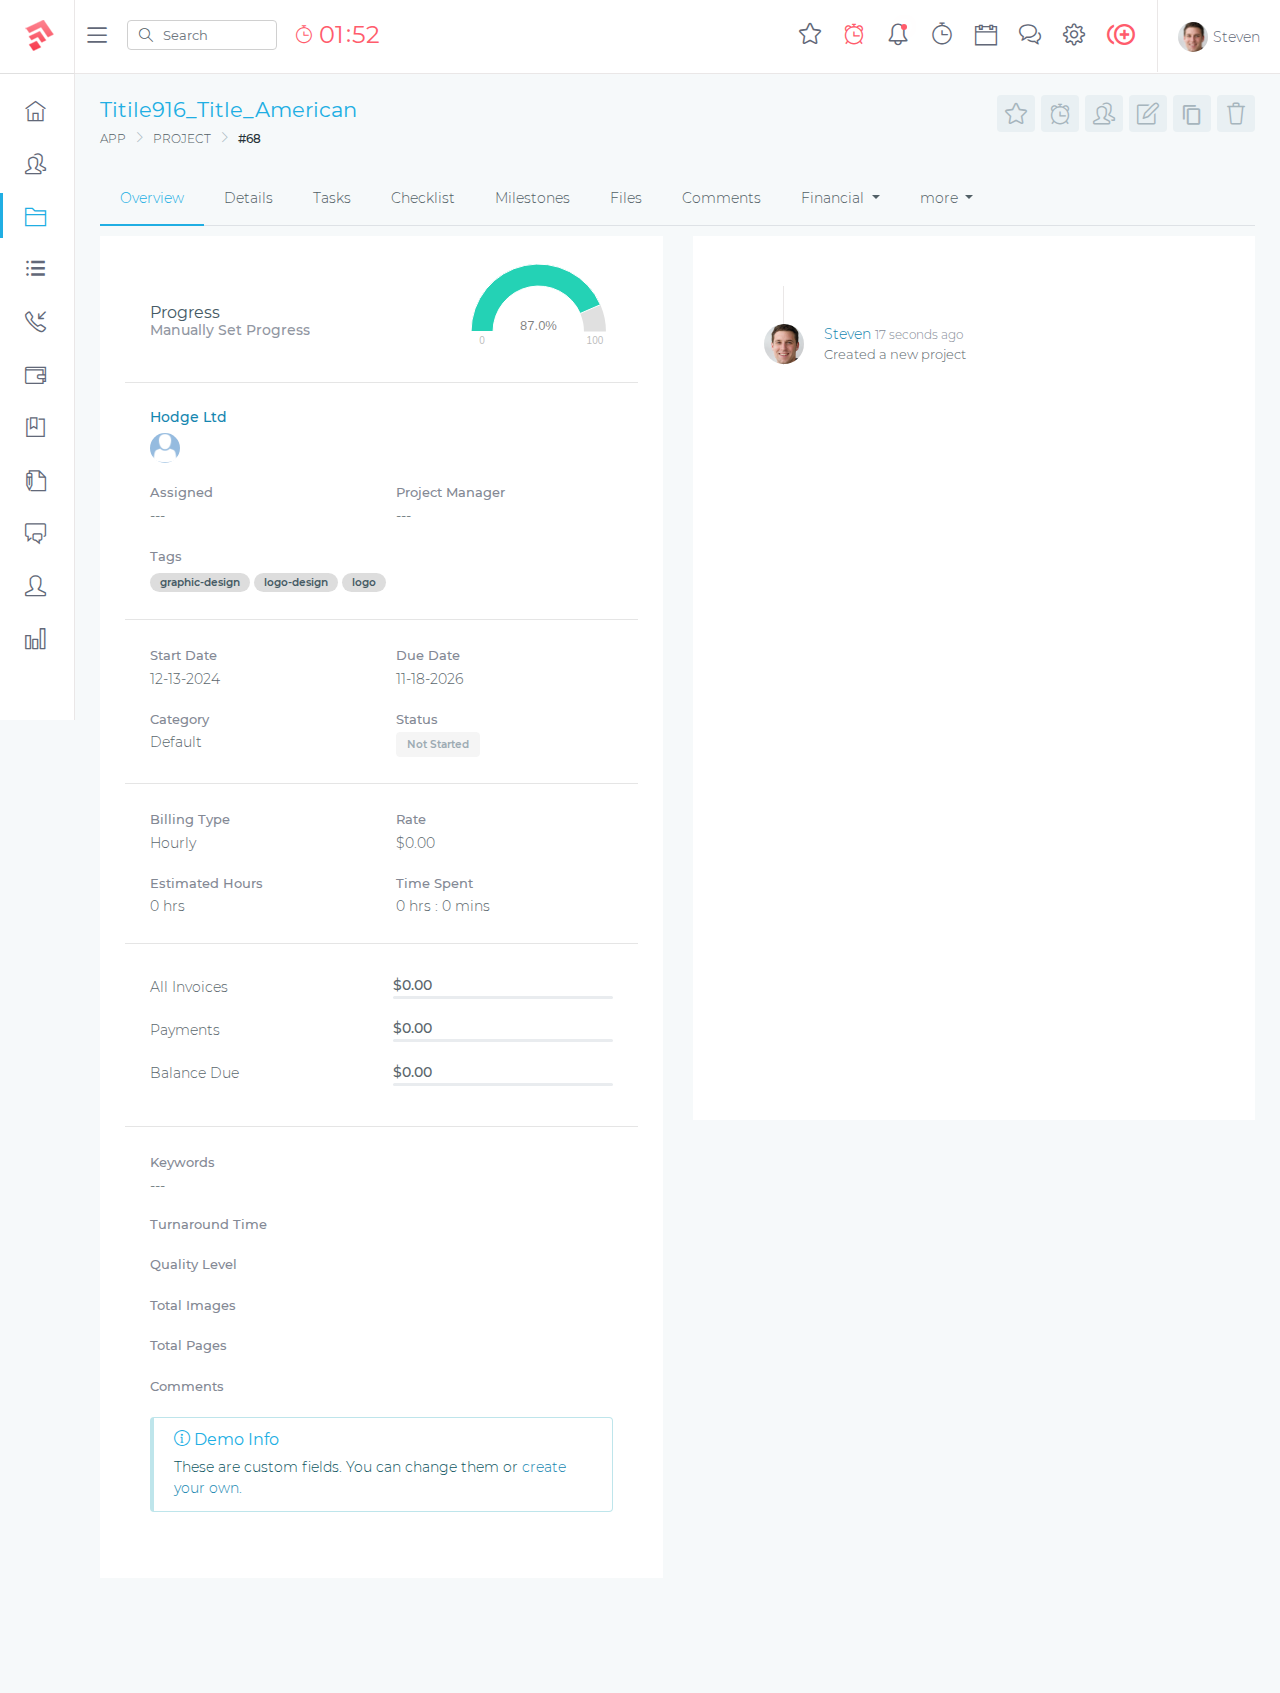 Search
01:52
Steven
Titile916_Title_American
APP PROJECT #68
Overview Details Tasks Checklist Milestones Files Comments Financial more
Progress
Manually Set Progress
87.0%
0 100
Steven 17 seconds ago
Created a new project
Hodge Ltd
Assigned Project Manager
--- ---
Tags
graphic-design logo-design logo
Start Date Due Date
12-13-2024 11-18-2026
Category Status
Default Not Started
Billing Type Rate
Hourly $0.00
Estimated Hours Time Spent
0 hrs 0 hrs : 0 mins
All Invoices $0.00
Payments $0.00
Balance Due $0.00
Keywords
---
Turnaround Time
Quality Level
Total Images
Total Pages
Comments
Demo Info
These are custom fields. You can change them or create
your own.